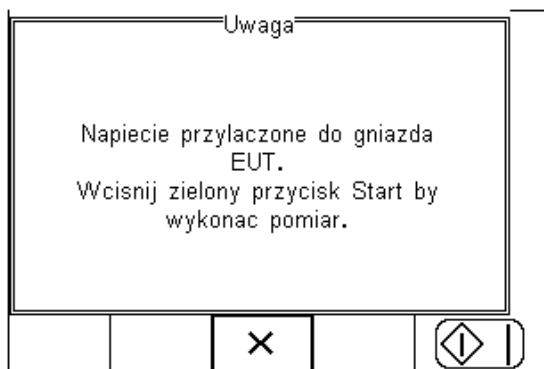 Uwaga
Napiecie przylaczone do gniazda
EUT.
Wcisnij zielony przycisk Start by
wykonac pomiar.